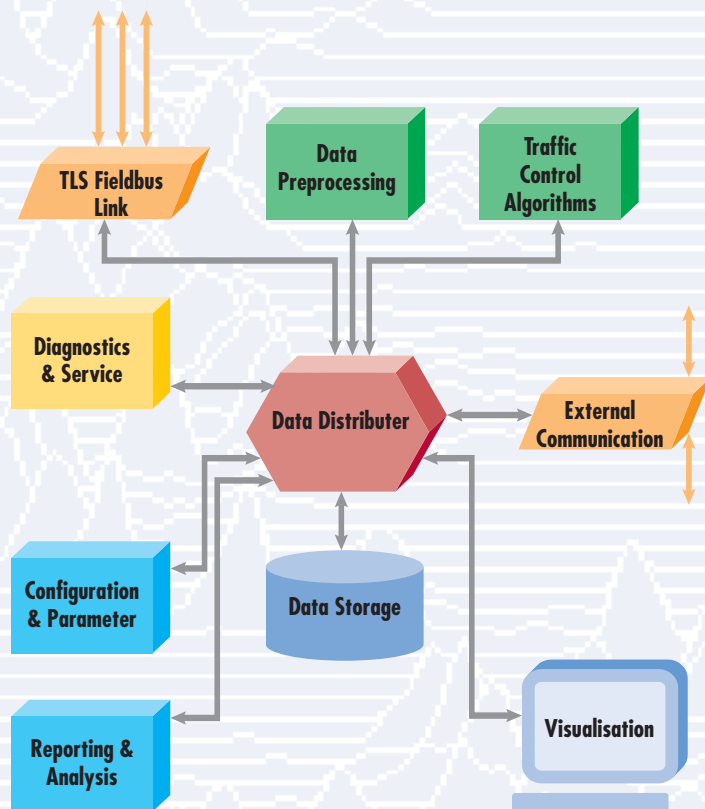 TLS Fieldbus
Link
Data
Preprocessing
Traffic
Control
Algorithms
Diagnostics
& Service
Data Distributer
External
Communication
Configuration
& Parameter
Data Storage
Reporting &
Analysis
Visualisation